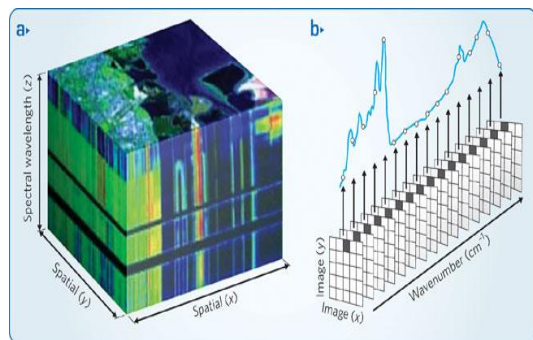 a▸
Spectral wavelength (z)
Spatial (y)
Spatial (x)
b▸
Image (y)
Image (x)
Wavenumber (cm⁻¹)